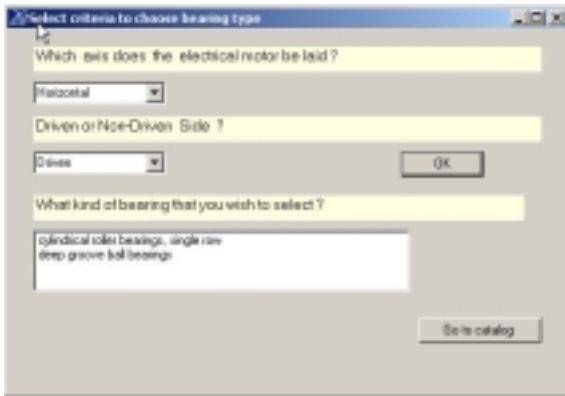 Select criteria to choose bearing type
Which axis does the electrical motor be laid ?
Horizontal
Driven or Non-Driven Side ?
Driven
OK
What kind of bearing that you wish to select ?
cylindrical roller bearings, single row
deep groove ball bearings
Go to catalog